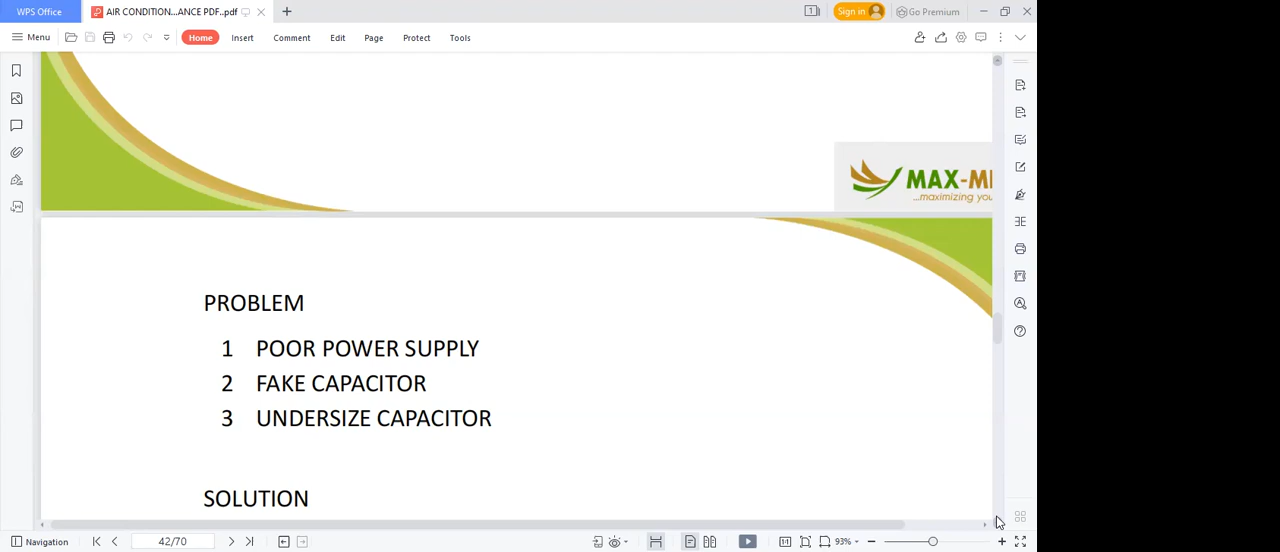 WPS Office
AIR CONDITION...ANCE PDF..pdf
Sign in
Go Premium
Menu
Home
Insert
Comment
Edit
Page
Protect
Tools
MAX-MI
...maximizing you
PROBLEM
1 POOR POWER SUPPLY
2 FAKE CAPACITOR
3 UNDERSIZE CAPACITOR
SOLUTION
Navigation
42/70
93%